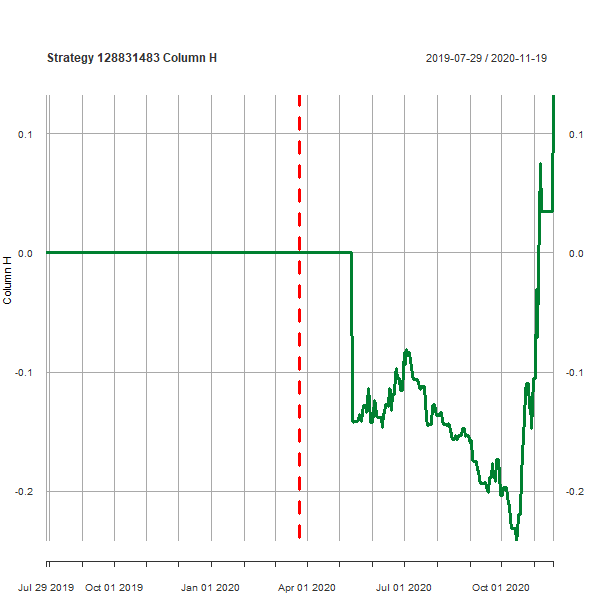 Strategy 128831483 Column H 2019-07-29 / 2020-11-19
0.1 0.1
0.0 0.0
Column H
-0.1 -0.1
-0.2 -0.2
Jul 29 2019 Oct 01 2019 Jan 01 2020 Apr 01 2020 Jul 01 2020 Oct 01 2020